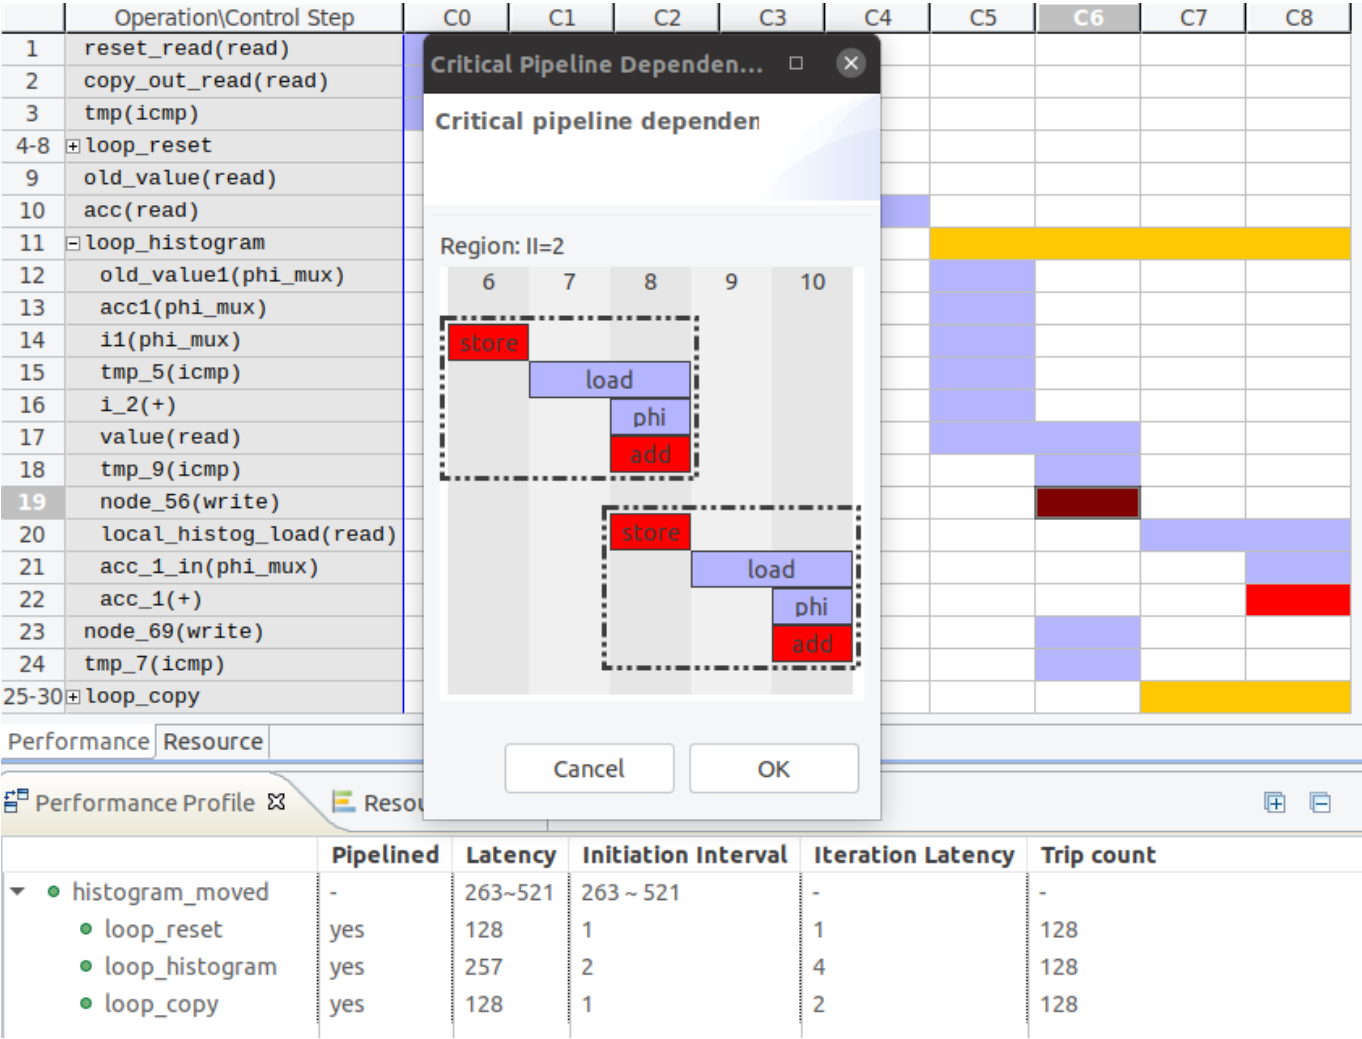 Operation\Control Step C0 C1 C2 C3 C4 C5 C6 C7 C8
1 reset_read(read)
2 copy_out_read(read)
3 tmp(icmp)
4-8 loop_reset
9 old_value(read)
10 acc(read)
11 loop_histogram
12 old_value1(phi_mux)
13 acc1(phi_mux)
14 i1(phi_mux)
15 tmp_5(icmp)
16 i_2(+)
17 value(read)
18 tmp_9(icmp)
19 node_56(write)
20 local_histog_load(read)
21 acc_1_in(phi_mux)
22 acc_1(+)
23 node_69(write)
24 tmp_7(icmp)
25-30 loop_copy
Critical Pipeline Dependen...
Critical pipeline dependen
Region: II=2
6 7 8 9 10
store
load
phi
add
store
load
phi
add
Cancel OK
Performance Resource
Performance Profile Resou
Pipelined Latency Initiation Interval Iteration Latency Trip count
histogram_moved - 263~521 263 ~ 521 - -
loop_reset yes 128 1 1 128
loop_histogram yes 257 2 4 128
loop_copy yes 128 1 2 128